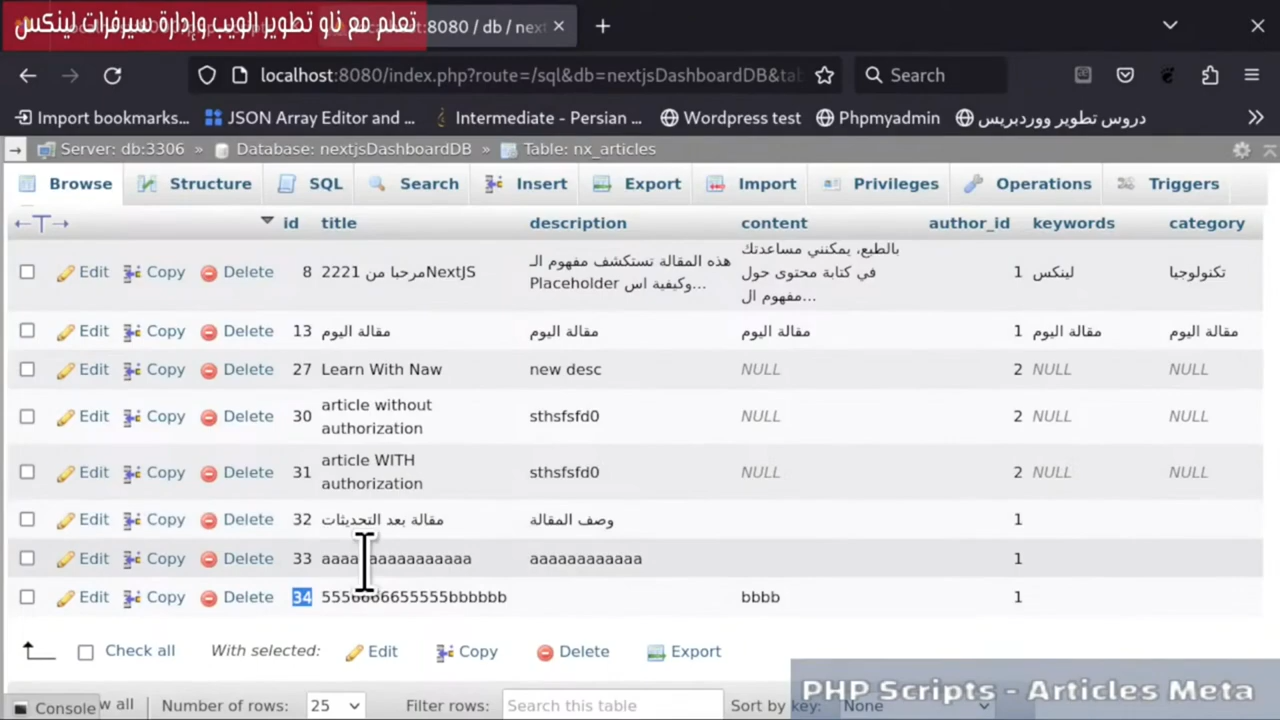 تعلم مع ناو تطوير الويب وإدارة سيرفرات لينكس
:8080 / db / next
localhost:8080/index.php?route=/sql&db=nextjsDashboardDB&ta
Search
Import bookmarks...
JSON Array Editor and ...
Intermediate - Persian ...
Wordpress test
Phpmyadmin
دروس تطوير ووردبريس
Server: db:3306 » Database: nextjsDashboardDB » Table: nx_articles
Browse Structure SQL Search Insert Export Import Privileges Operations Triggers
id title description content author_id keywords category
Edit Copy Delete 8 مرحبا من 2221NextJS
هذه المقالة تستكشف مفهوم الـ
Placeholder وكيفية اس...
بالطبع، يمكنني مساعدتك
في كتابة محتوى حول
مفهوم ال...
1 لينكس تكنولوجيا
Edit Copy Delete 13 مقالة اليوم مقالة اليوم مقالة اليوم 1 مقالة اليوم مقالة اليوم
Edit Copy Delete 27 Learn With Naw new desc NULL 2 NULL NULL
Edit Copy Delete 30 article without
authorization
sthsfsfd0 NULL 2 NULL NULL
Edit Copy Delete 31 article WITH
authorization
sthsfsfd0 NULL 2 NULL NULL
Edit Copy Delete 32 مقالة بعد التحديثات وصف المقالة 1
Edit Copy Delete 33 aaaaaaaaaaaaaaaa aaaaaaaaaaaa 1
Edit Copy Delete 34 5556666655555bbbbbb bbbb 1
Check all With selected: Edit Copy Delete Export
PHP Scripts - Articles Meta
Console
w all Number of rows: 25 Filter rows: Search this table Sort by key: None